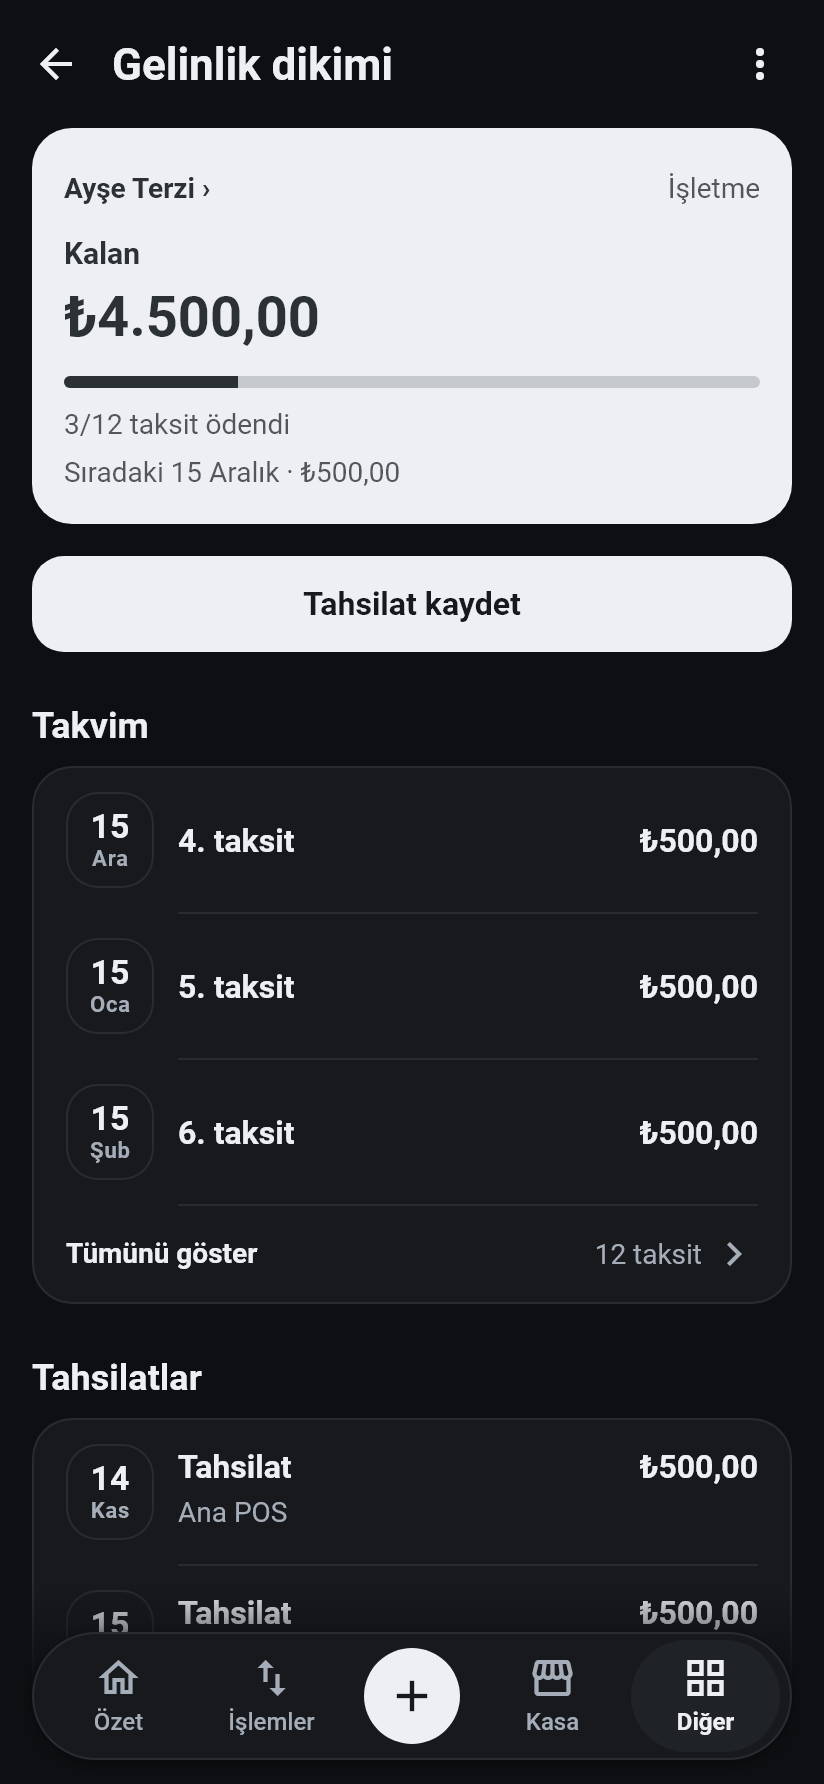 Gelinlik dikimi
Ayşe Terzi ›
İşletme
Kalan
₺4.500,00
3/12 taksit ödendi
Sıradaki 15 Aralık · ₺500,00
Tahsilat kaydet
Takvim
15
Ara
4. taksit
₺500,00
15
Oca
5. taksit
₺500,00
15
Şub
6. taksit
₺500,00
Tümünü göster
12 taksit
Tahsilatlar
14
Kas
Tahsilat
₺500,00
Ana POS
15
Tahsilat
₺500,00
Özet
İşlemler
Kasa
Diğer